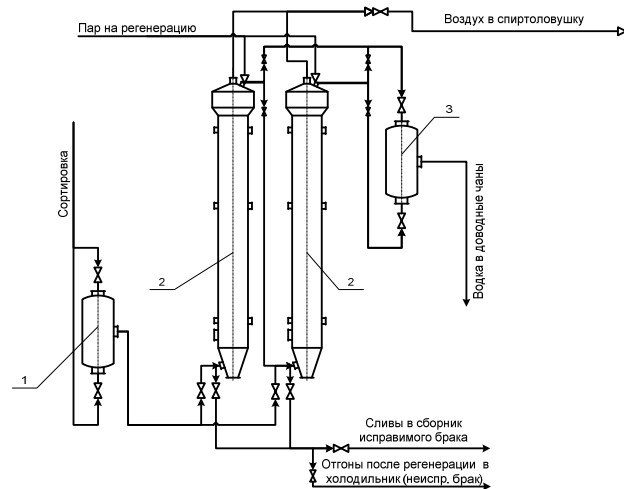 Воздух в спиртоловушку
Пар на регенерацию
3
Сортировка
Водка в доводные чаны
2
2
1
Сливы в сборник
исправимого брака
Отгоны после регенерации в
холодильник (неиспр. брак)